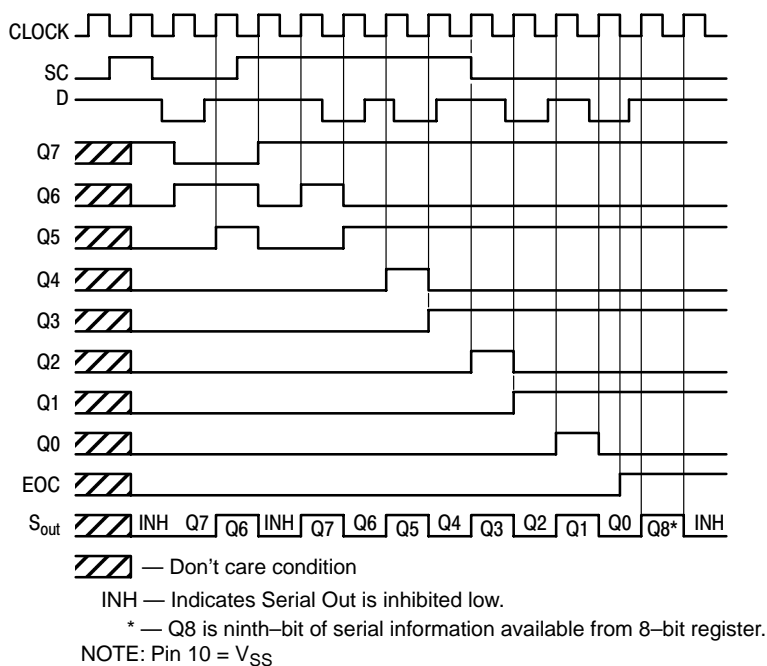 CLOCK
SC
D
Q7
Q6
Q5
Q4
Q3
Q2
Q1
Q0
EOC
Sout INH Q7 Q6 INH Q7 Q6 Q5 Q4 Q3 Q2 Q1 Q0 Q8* INH
— Don't care condition
INH — Indicates Serial Out is inhibited low.
* — Q8 is ninth–bit of serial information available from 8–bit register.
NOTE: Pin 10 = VSS